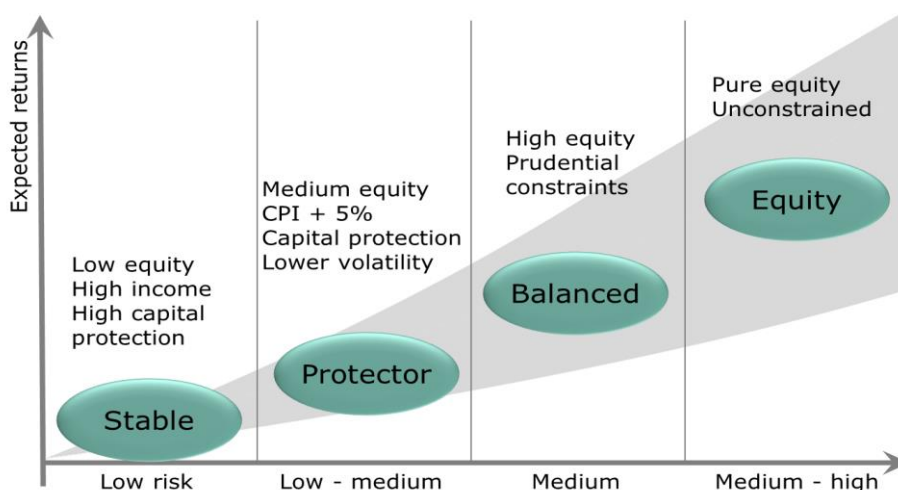 Expected returns
Pure equity
Unconstrained
High equity
Prudential
constraints
Medium equity
CPI + 5%
Capital protection
Lower volatility
Low equity
High income
High capital
protection
Equity
Balanced
Protector
Stable
Low risk
Low - medium
Medium
Medium - high